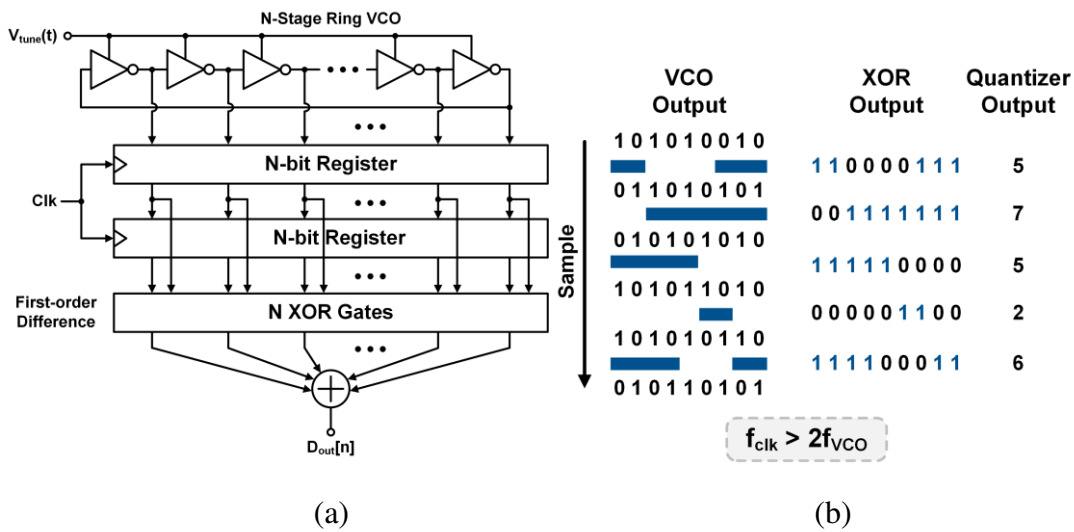 N-Stage Ring VCO
Vtune(t)
N-bit Register
Clk
N-bit Register
First-order
Difference
N XOR Gates
Dout[n]
(a)
VCO
Output
XOR
Output
Quantizer
Output
Sample
1 0 1 0 1 0 0 1 0
1 1 0 0 0 0 1 1 1 5
0 1 1 0 1 0 1 0 1
0 0 1 1 1 1 1 1 1 7
0 1 0 1 0 1 0 1 0
1 1 1 1 1 0 0 0 0 5
1 0 1 0 1 1 0 1 0
0 0 0 0 0 1 1 0 0 2
1 0 1 0 1 0 1 1 0
1 1 1 1 0 0 0 1 1 6
0 1 0 1 1 0 1 0 1
fclk > 2fVCO
(b)